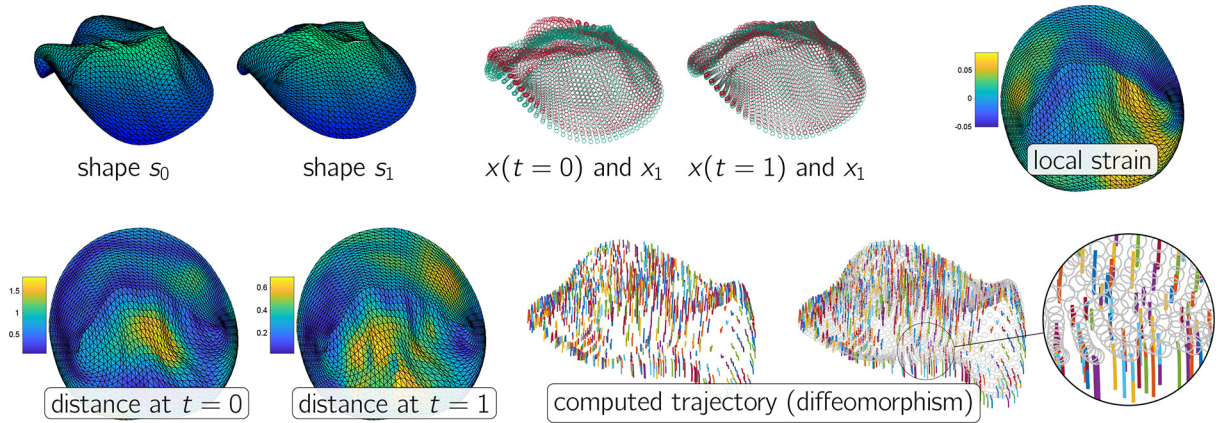 shape s₀
shape s₁
x(t = 0) and x₁
x(t = 1) and x₁
0.05
0
-0.05
local strain
1.5
1
0.5
distance at t = 0
0.6
0.4
0.2
distance at t = 1
computed trajectory (diffeomorphism)